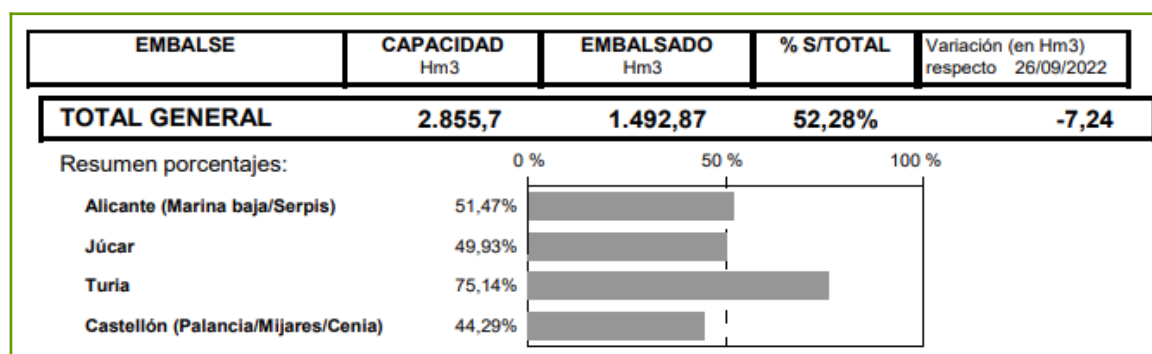 EMBALSE CAPACIDAD EMBALSADO % S/TOTAL Variación (en Hm3)
Hm3 Hm3 respecto 26/09/2022
TOTAL GENERAL 2.855,7 1.492,87 52,28% -7,24
Resumen porcentajes: 0 % 50 % 100 %
Alicante (Marina baja/Serpis) 51,47%
Júcar 49,93%
Turia 75,14%
Castellón (Palancia/Mijares/Cenia) 44,29%